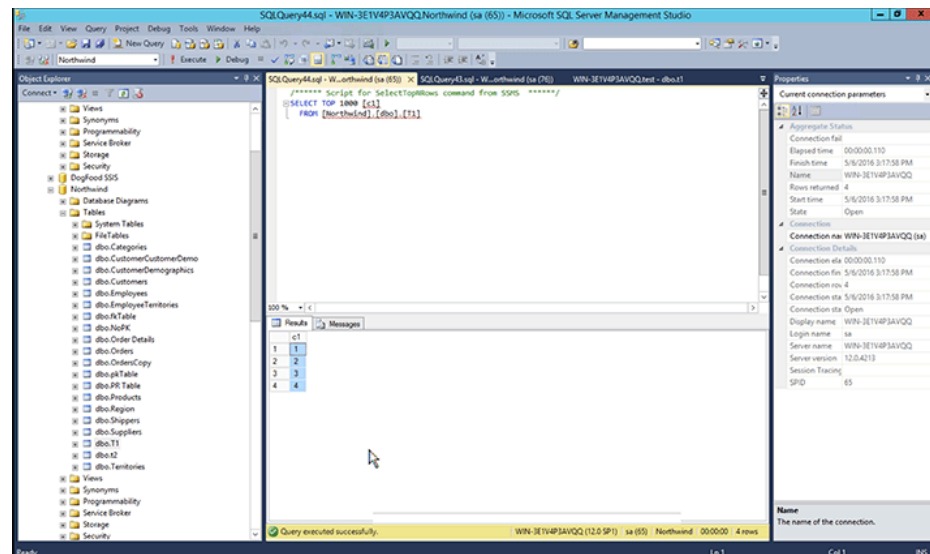 SQLQuery44.sql - WIN-3E1V4P3AVQQ.Northwind (sa (65)) - Microsoft SQL Server Management Studio
File Edit View Query Project Debug Tools Window Help
New Query
Northwind Execute Debug
Object Explorer
Connect
Views
Synonyms
Programmability
Service Broker
Storage
Security
DogFood SSIS
Northwind
Database Diagrams
Tables
System Tables
FileTables
dbo.Categories
dbo.CustomerCustomerDemo
dbo.CustomerDemographics
dbo.Customers
dbo.Employees
dbo.EmployeeTerritories
dbo.fkTable
dbo.NoPK
dbo.Order Details
dbo.Orders
dbo.OrdersCopy
dbo.pkTable
dbo.PR Table
dbo.Products
dbo.Region
dbo.Shippers
dbo.Suppliers
dbo.T1
dbo.t2
dbo.Territories
Views
Synonyms
Programmability
Service Broker
Storage
Security
SQLQuery44.sql - W...orthwind (sa (65)) SQLQuery43.sql - W...orthwind (sa (76)) WIN-3E1V4P3AVQQ.test - dbo.t1
/****** Script for SelectTopNRows command from SSMS ******/
SELECT TOP 1000 [c1]
FROM [Northwind].[dbo].[T1]
100 %
Results Messages
c1
1 1
2 2
3 3
4 4
Query executed successfully. WIN-3E1V4P3AVQQ (12.0 SP1) sa (65) Northwind 00:00:00 4 rows
Properties
Current connection parameters
Aggregate Status
Connection fail
Elapsed time 00:00:00.110
Finish time 5/6/2016 3:17:58 PM
Name WIN-3E1V4P3AVQQ
Rows returned 4
Start time 5/6/2016 3:17:58 PM
State Open
Connection
Connection nar WIN-3E1V4P3AVQQ (sa)
Connection Details
Connection ela 00:00:00.110
Connection fin 5/6/2016 3:17:58 PM
Connection rov 4
Connection sta 5/6/2016 3:17:58 PM
Connection sta Open
Display name WIN-3E1V4P3AVQQ
Login name sa
Server name WIN-3E1V4P3AVQQ
Server version 12.0.4213
Session Tracing
SPID 65
Name
The name of the connection.
Ready Ln 1 Col 1 INS